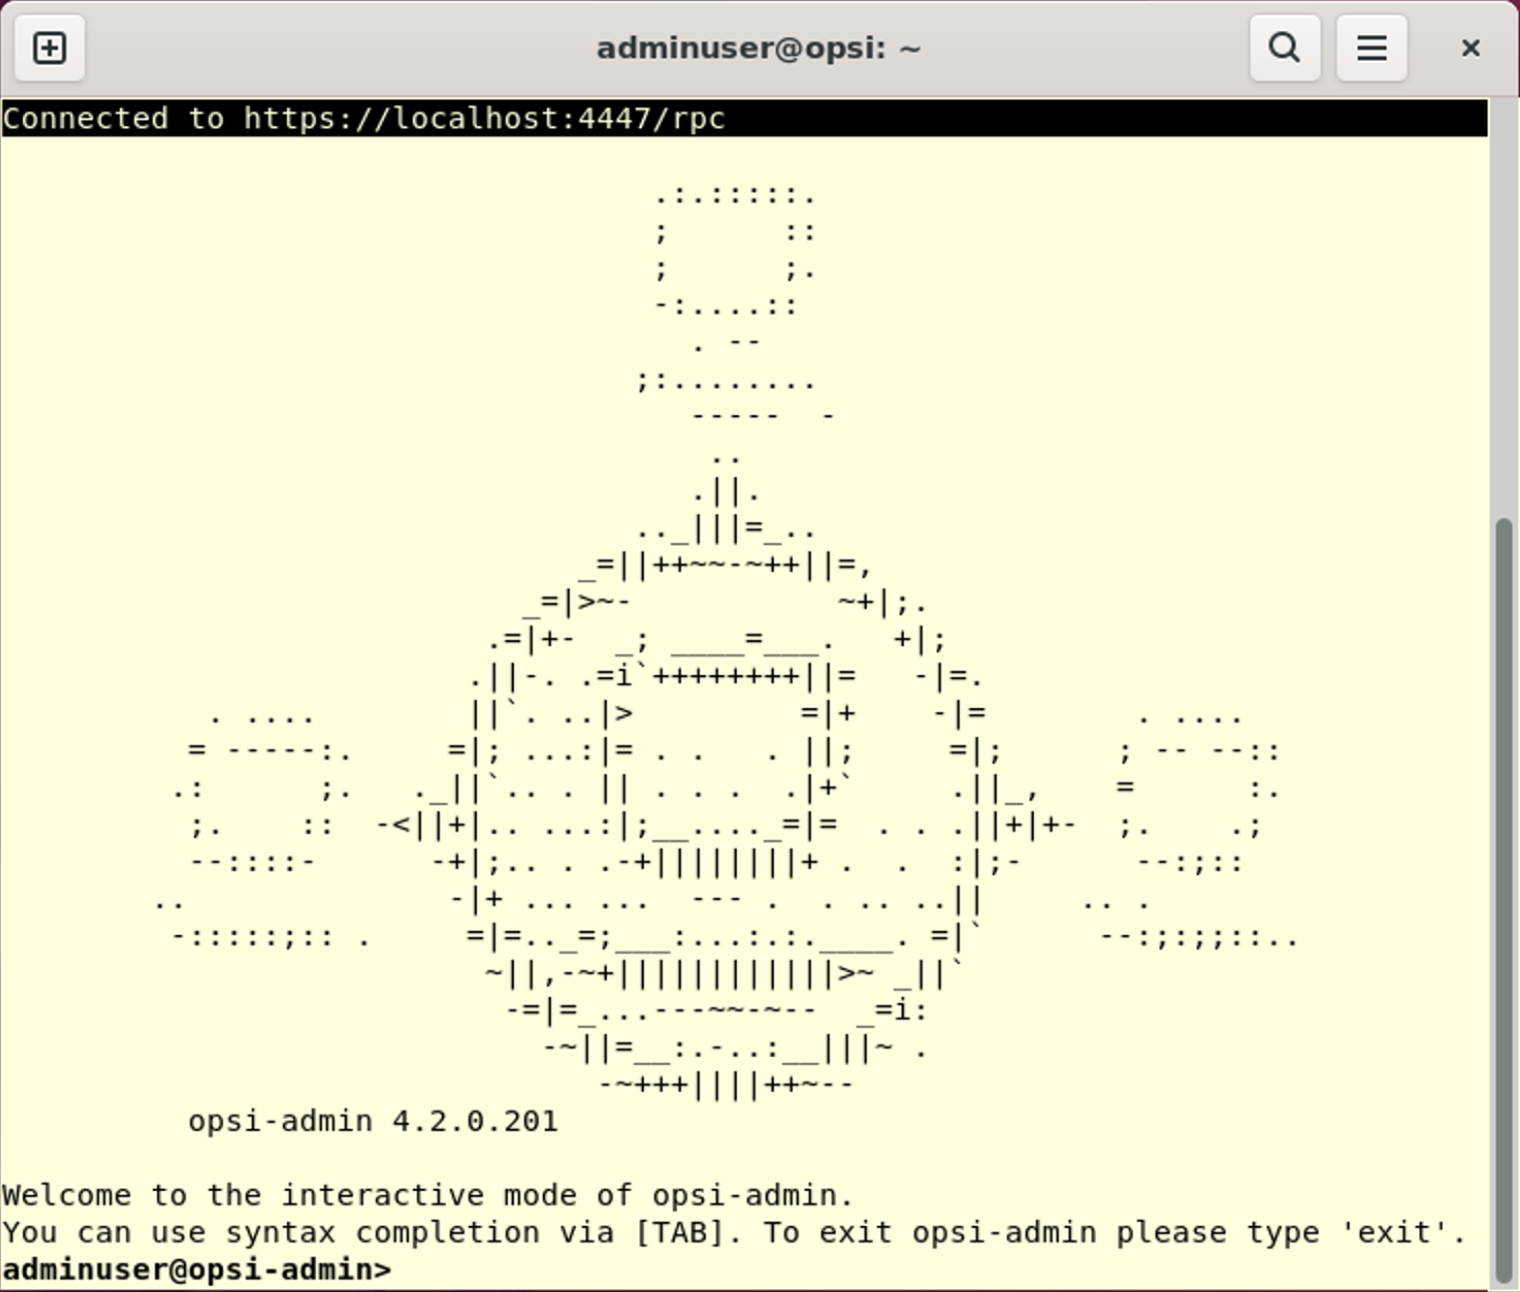 adminuser@opsi: ~
Connected to https://localhost:4447/rpc
opsi-admin 4.2.0.201
Welcome to the interactive mode of opsi-admin.
You can use syntax completion via [TAB]. To exit opsi-admin please type 'exit'.
adminuser@opsi-admin>